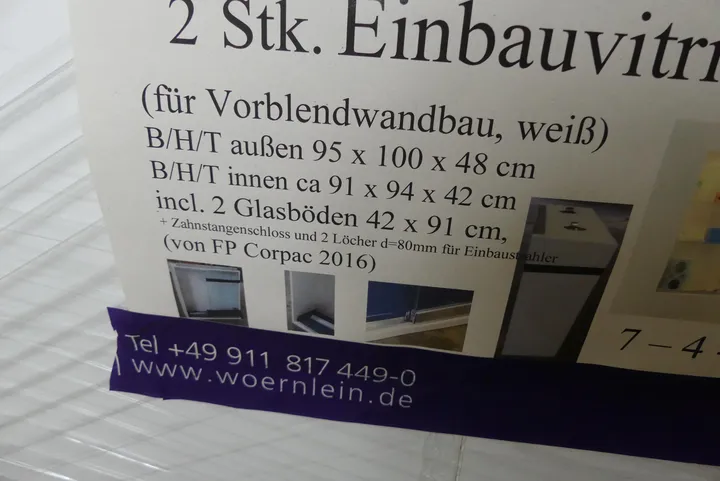 2 Stk. Einbauvitri
(für Vorblendwandbau, weiß)
B/H/T außen 95 x 100 x 48 cm
B/H/T innen ca 91 x 94 x 42 cm
incl. 2 Glasböden 42 x 91 cm,
+ Zahnstangenschloss und 2 Löcher d=80mm für Einbaustrahler
(von FP Corpac 2016)
7 – 4
Tel +49 911 817 449-0
www.woernlein.de